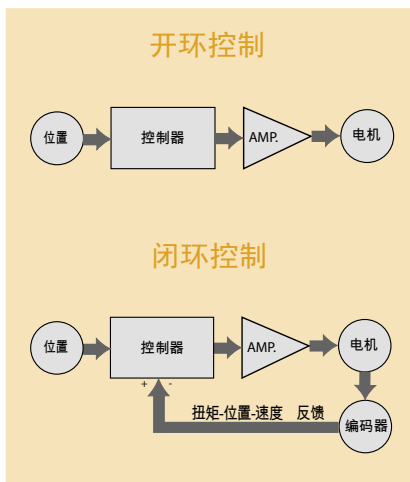 开环控制
位置 控制器 AMP. 电机
闭环控制
位置 控制器 AMP. 电机
+ -
扭矩-位置-速度 反馈
编码器